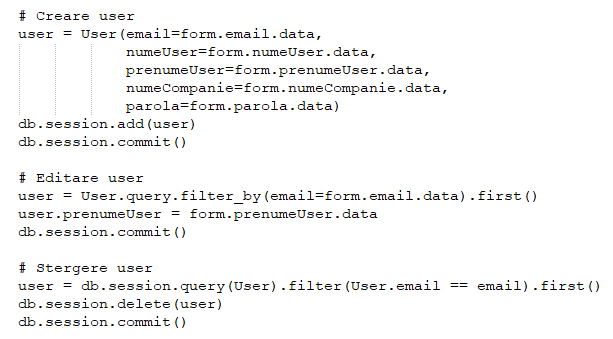 # Creare user
user = User(email=form.email.data,
            numeUser=form.numeUser.data,
            prenumeUser=form.prenumeUser.data,
            numeCompanie=form.numeCompanie.data,
            parola=form.parola.data)
db.session.add(user)
db.session.commit()

# Editare user
user = User.query.filter_by(email=form.email.data).first()
user.prenumeUser = form.prenumeUser.data
db.session.commit()

# Stergere user
user = db.session.query(User).filter(User.email == email).first()
db.session.delete(user)
db.session.commit()